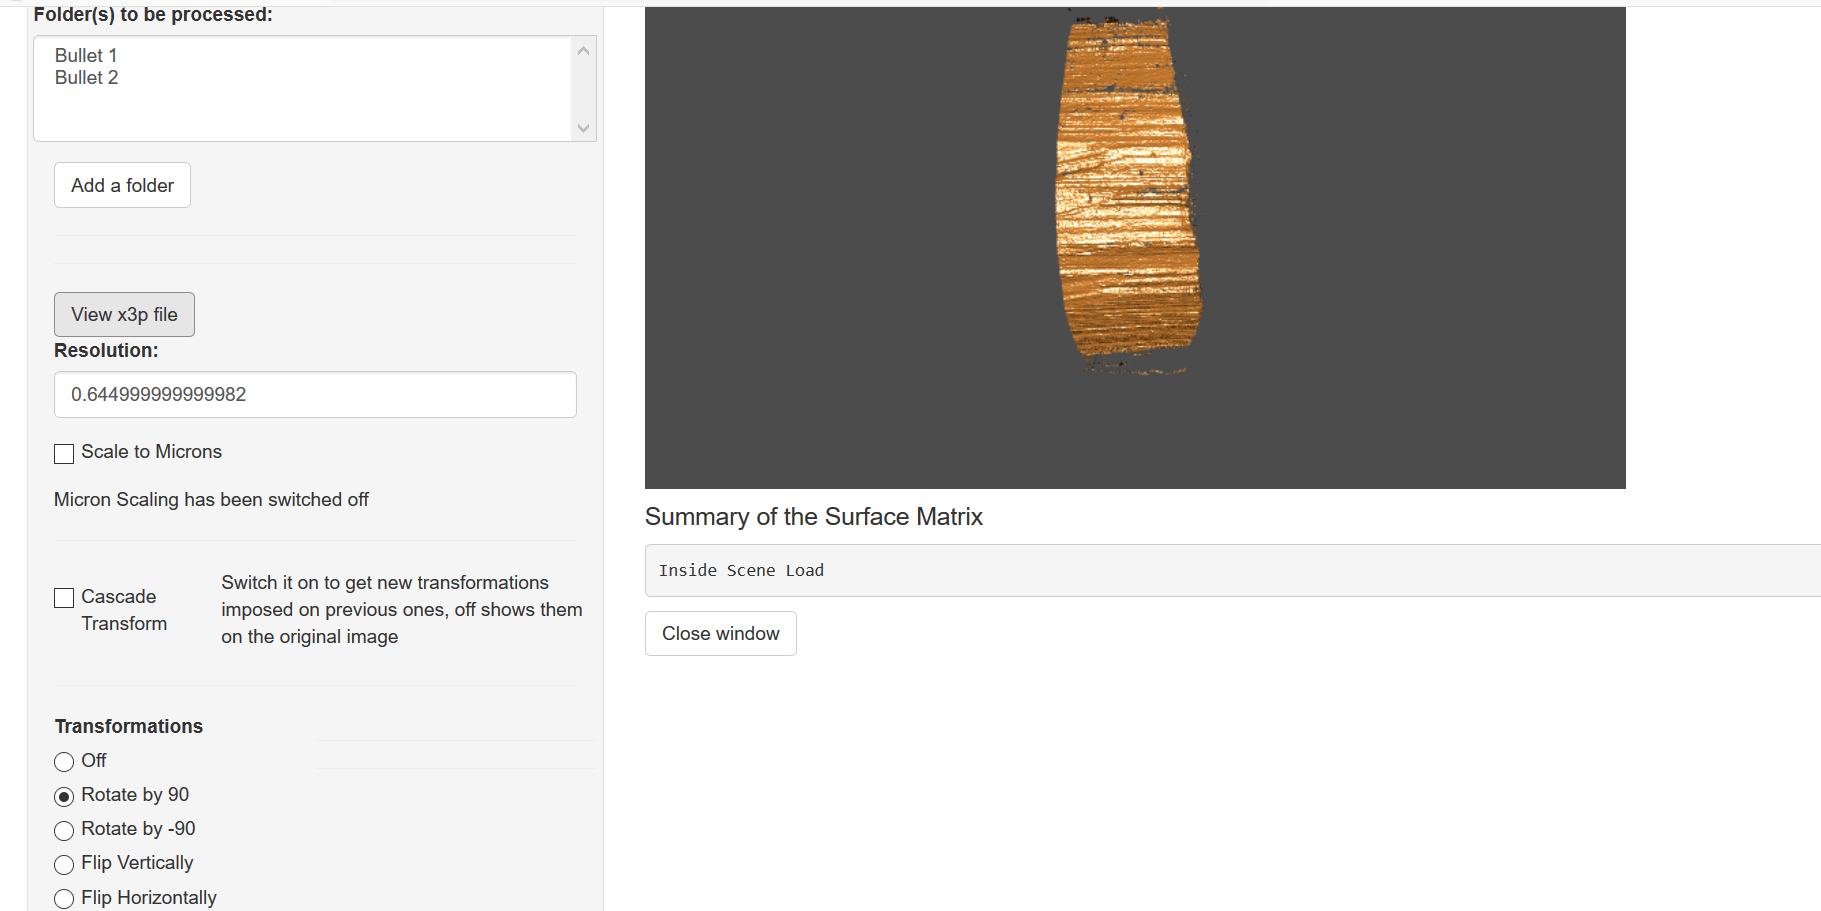 Folder(s) to be processed:
Bullet 1
Bullet 2
Add a folder
View x3p file
Resolution:
0.644999999999982
Scale to Microns
Micron Scaling has been switched off
Cascade
Transform
Switch it on to get new transformations
imposed on previous ones, off shows them
on the original image
Transformations
Off
Rotate by 90
Rotate by -90
Flip Vertically
Flip Horizontally
Summary of the Surface Matrix
Inside Scene Load
Close window